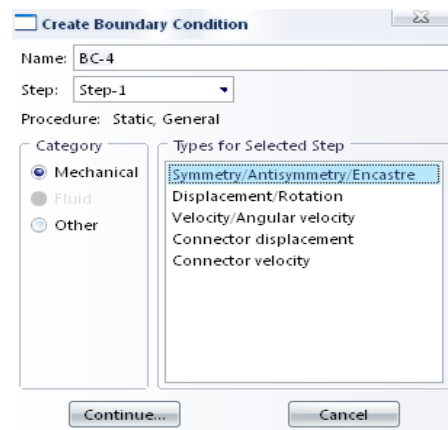 Create Boundary Condition
Name: BC-4
Step: Step-1
Procedure: Static, General
Category
Mechanical
Fluid
Other
Types for Selected Step
Symmetry/Antisymmetry/Encastre
Displacement/Rotation
Velocity/Angular velocity
Connector displacement
Connector velocity
Continue...
Cancel